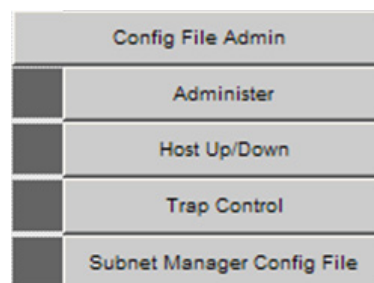 Config File Admin
Administer
Host Up/Down
Trap Control
Subnet Manager Config File